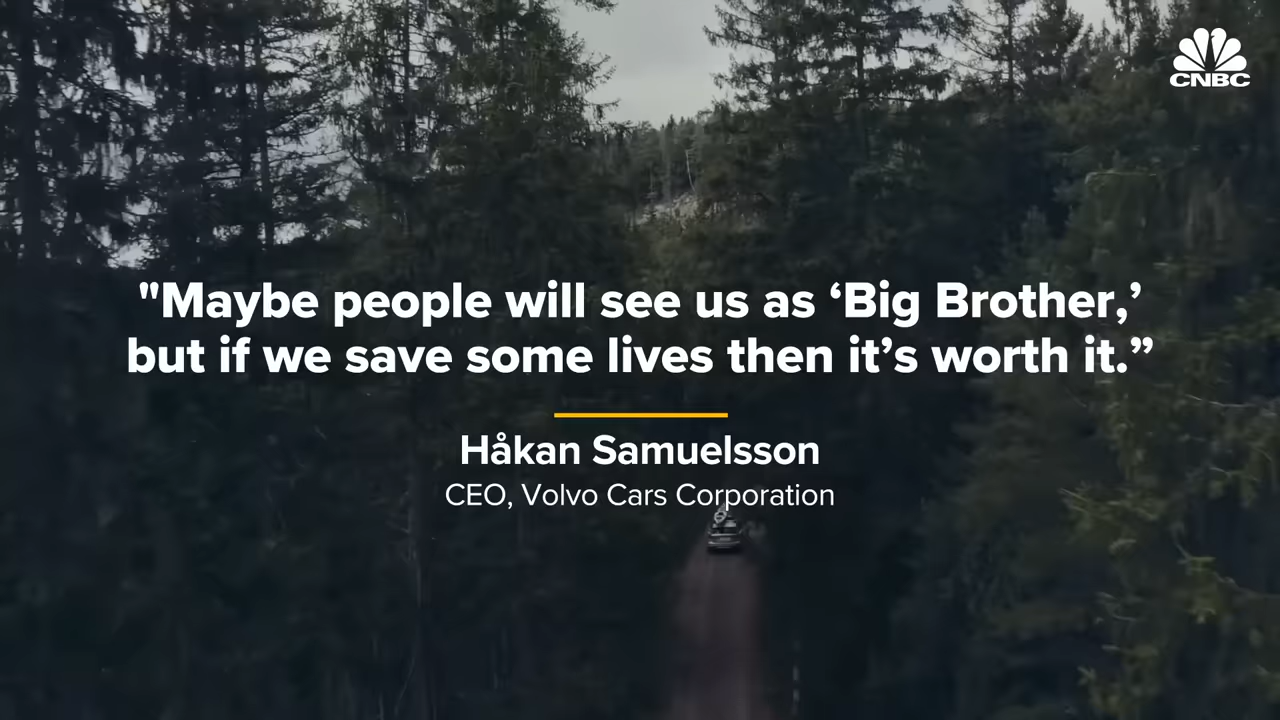 CNBC
"Maybe people will see us as ‘Big Brother,’
but if we save some lives then it’s worth it.”
Håkan Samuelsson
CEO, Volvo Cars Corporation